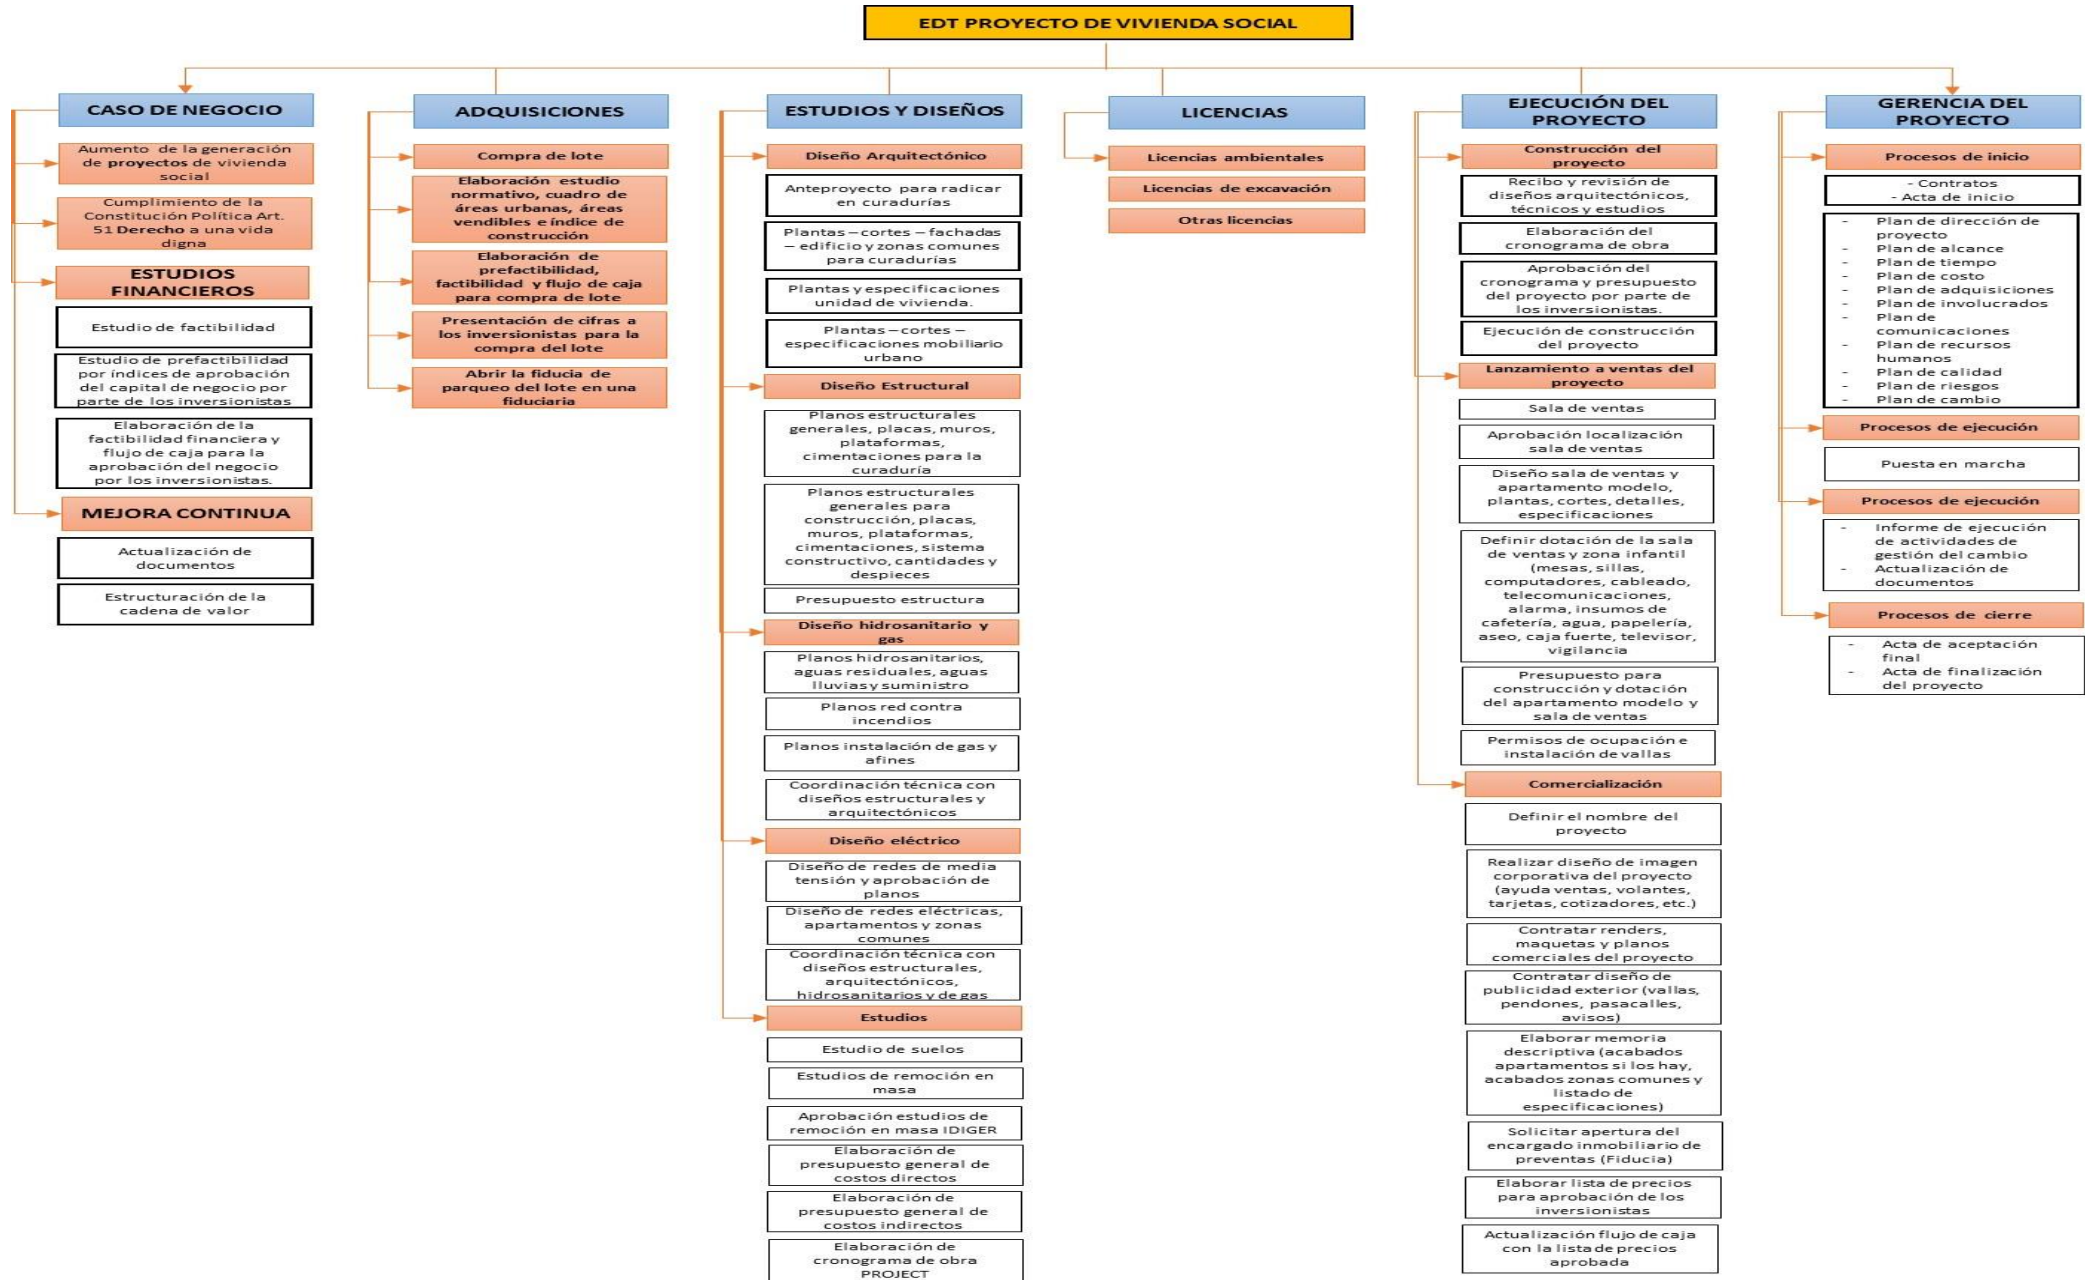 EDT PROYECTO DE VIVIENDA SOCIAL
CASO DE NEGOCIO
Aumento de la generación
de proyectos de vivienda
social
Cumplimiento de la
Constitución Política Art.
51 Derecho a una vida
digna
ESTUDIOS
FINANCIEROS
Estudio de factibilidad
Estudio de prefactibilidad
por índices de aprobación
del capital de negocio por
parte de los inversionistas
Elaboración de la
factibilidad financiera y
flujo de caja para la
aprobación del negocio
por los inversionistas.
MEJORA CONTINUA
Actualización de
documentos
Estructuración de la
cadena de valor
ADQUISICIONES
Compra de lote
Elaboración estudio
normativo, cuadro de
áreas urbanas, áreas
vendibles e índice de
construcción
Elaboración de
prefactibilidad,
factibilidad y flujo de caja
para compra de lote
Presentación de cifras a
los inversionistas para la
compra del lote
Abrir la fiducia de
parqueo del lote en una
fiduciaria
ESTUDIOS Y DISEÑOS
Diseño Arquitectónico
Anteproyecto para radicar
en curadurías
Plantas – cortes – fachadas
– edificio y zonas comunes
para curadurías
Plantas y especificaciones
unidad de vivienda.
Plantas – cortes –
especificaciones mobiliario
urbano
Diseño Estructural
Planos estructurales
generales, placas, muros,
plataformas,
cimentaciones para la
curaduría
Planos estructurales
generales para
construcción, placas,
muros, plataformas,
cimentaciones, sistema
constructivo, cantidades y
despieces
Presupuesto estructura
Diseño hidrosanitario y
gas
Planos hidrosanitarios,
aguas residuales, aguas
lluvias y suministro
Planos red contra
incendios
Planos instalación de gas y
afines
Coordinación técnica con
diseños estructurales y
arquitectónicos
Diseño eléctrico
Diseño de redes de media
tensión y aprobación de
planos
Diseño de redes eléctricas,
apartamentos y zonas
comunes
Coordinación técnica con
diseños estructurales,
arquitectónicos,
hidrosanitarios y de gas
Estudios
Estudio de suelos
Estudios de remoción en
masa
Aprobación estudios de
remoción en masa IDIGER
Elaboración de
presupuesto general de
costos directos
Elaboración de
presupuesto general de
costos indirectos
Elaboración de
cronograma de obra
PROJECT
LICENCIAS
Licencias ambientales
Licencias de excavación
Otras licencias
EJECUCIÓN DEL
PROYECTO
Construcción del
proyecto
Recibo y revisión de
diseños arquitectónicos,
técnicos y estudios
Elaboración del
cronograma de obra
Aprobación del
cronograma y presupuesto
del proyecto por parte de
los inversionistas.
Ejecución de construcción
del proyecto
Lanzamiento a ventas del
proyecto
Sala de ventas
Aprobación localización
sala de ventas
Diseño sala de ventas y
apartamento modelo,
plantas, cortes, detalles,
especificaciones
Definir dotación de la sala
de ventas y zona infantil
(mesas, sillas,
computadores, cableado,
telecomunicaciones,
alarma, insumos de
cafetería, agua, papelería,
aseo, caja fuerte, televisor,
vigilancia
Presupuesto para
construcción y dotación
del apartamento modelo y
sala de ventas
Permisos de ocupación e
instalación de vallas
Comercialización
Definir el nombre del
proyecto
Realizar diseño de imagen
corporativa del proyecto
(ayuda ventas, volantes,
tarjetas, cotizadores, etc.)
Contratar renders,
maquetas y planos
comerciales del proyecto
Contratar diseño de
publicidad exterior (vallas,
pendones, pasacalles,
avisos)
Elaborar memoria
descriptiva (acabados
apartamentos si los hay,
acabados zonas comunes y
listado de
especificaciones)
Solicitar apertura del
encargado inmobiliario de
preventas (Fiducia)
Elaborar lista de precios
para aprobación de los
inversionistas
Actualización flujo de caja
con la lista de precios
aprobada
GERENCIA DEL
PROYECTO
Procesos de inicio
- Contratos
- Acta de inicio
- Plan de dirección de
proyecto
- Plan de alcance
- Plan de tiempo
- Plan de costo
- Plan de adquisiciones
- Plan de involucrados
- Plan de
comunicaciones
- Plan de recursos
humanos
- Plan de calidad
- Plan de riesgos
- Plan de cambio
Procesos de ejecución
Puesta en marcha
Procesos de ejecución
- Informe de ejecución
de actividades de
gestión del cambio
- Actualización de
documentos
Procesos de cierre
- Acta de aceptación
final
- Acta de finalización
del proyecto